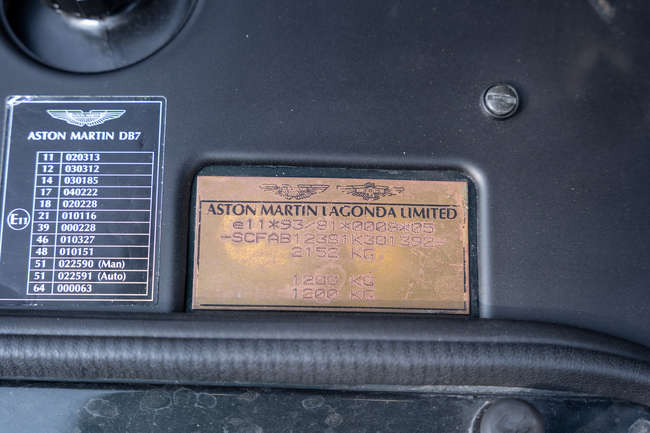 ASTON MARTIN DB7
11 020313
12 030312
14 030185
17 040222
18 020228
21 010116
39 000228
46 010327
48 010151
51 022590 (Man)
51 022591 (Auto)
64 000063
E11
ASTON MARTIN LAGONDA LIMITED
e11*93/81*0008*05
2152 KG
1200 KG
1200 KG